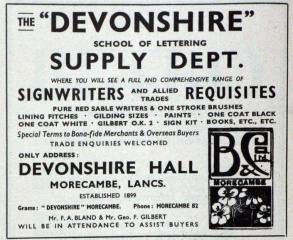 THE "DEVONSHIRE"
SCHOOL OF LETTERING
SUPPLY DEPT.
WHERE YOU WILL SEE A FULL AND COMPREHENSIVE RANGE OF
SIGNWRITERS AND ALLIED TRADES REQUISITES
PURE RED SABLE WRITERS & ONE STROKE BRUSHES
LINING FITCHES · GILDING SIZES · PAINTS · ONE COAT BLACK
ONE COAT WHITE · GILBERT O.K. 2 · SIGN KIT · BOOKS, ETC., ETC.
Special Terms to Bona-fide Merchants & Overseas Buyers
TRADE ENQUIRIES WELCOMED
ONLY ADDRESS:
DEVONSHIRE HALL
MORECAMBE, LANCS.
ESTABLISHED 1899
Grams: "DEVONSHIRE" MORECAMBE. Phone: MORECAMBE 82
Mr. F. A. BLAND & Mr. Geo. F. GILBERT
WILL BE IN ATTENDANCE TO ASSIST BUYERS
B&G
LTD
MORECAMBE